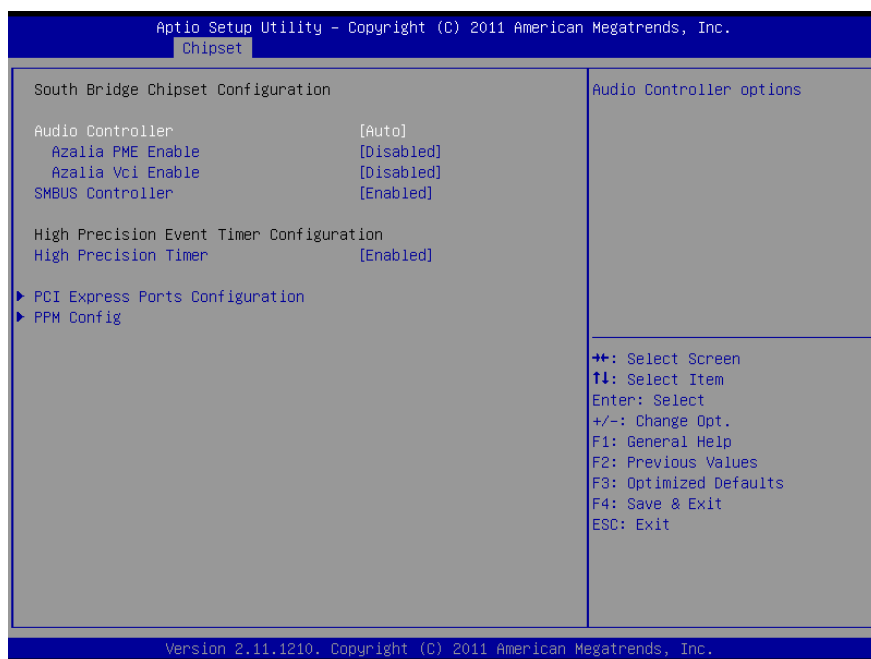 Aptio Setup Utility – Copyright (C) 2011 American Megatrends, Inc.
Chipset
South Bridge Chipset Configuration
Audio Controller [Auto]
Azalia PME Enable [Disabled]
Azalia Vci Enable [Disabled]
SMBUS Controller [Enabled]
High Precision Event Timer Configuration
High Precision Timer [Enabled]
▶ PCI Express Ports Configuration
▶ PPM Config
Audio Controller options
→←: Select Screen
↑↓: Select Item
Enter: Select
+/-: Change Opt.
F1: General Help
F2: Previous Values
F3: Optimized Defaults
F4: Save & Exit
ESC: Exit
Version 2.11.1210. Copyright (C) 2011 American Megatrends, Inc.